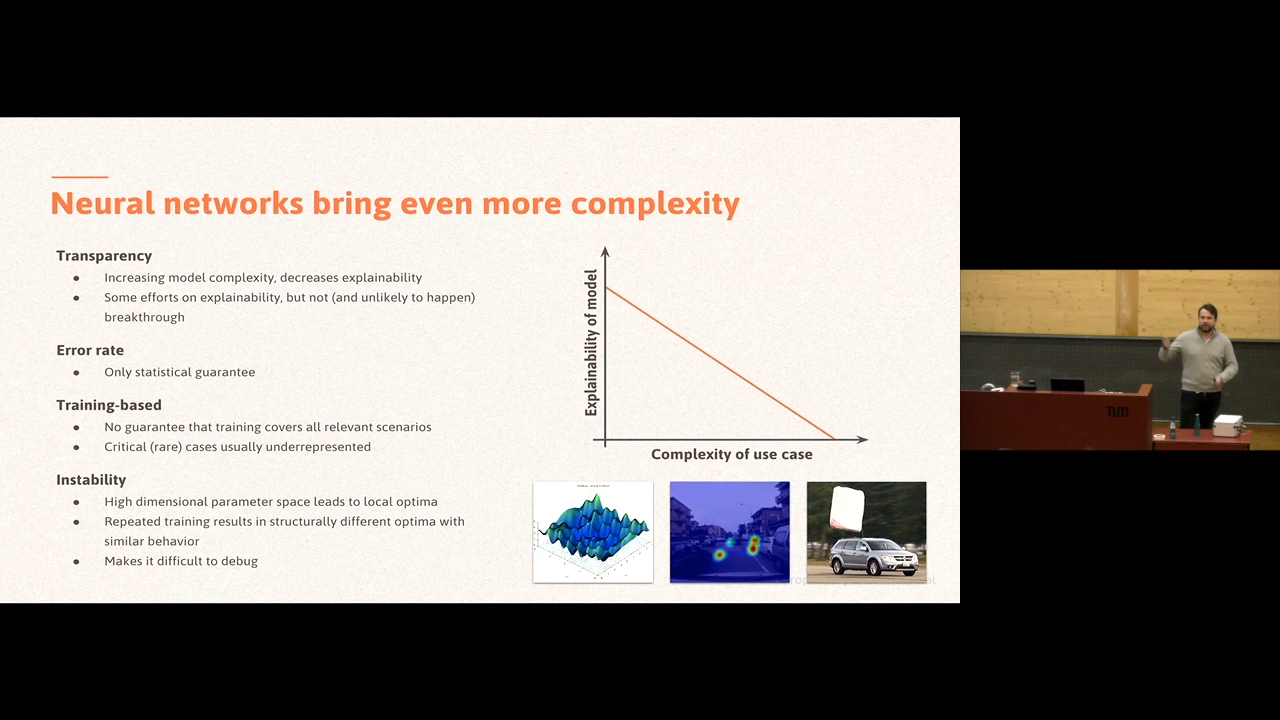 Neural networks bring even more complexity
Transparency
● Increasing model complexity, decreases explainability
● Some efforts on explainability, but not (and unlikely to happen)
breakthrough
Error rate
● Only statistical guarantee
Training-based
● No guarantee that training covers all relevant scenarios
● Critical (rare) cases usually underrepresented
Instability
● High dimensional parameter space leads to local optima
● Repeated training results in structurally different optima with
similar behavior
● Makes it difficult to debug
Explainability of model
Complexity of use case
TUM